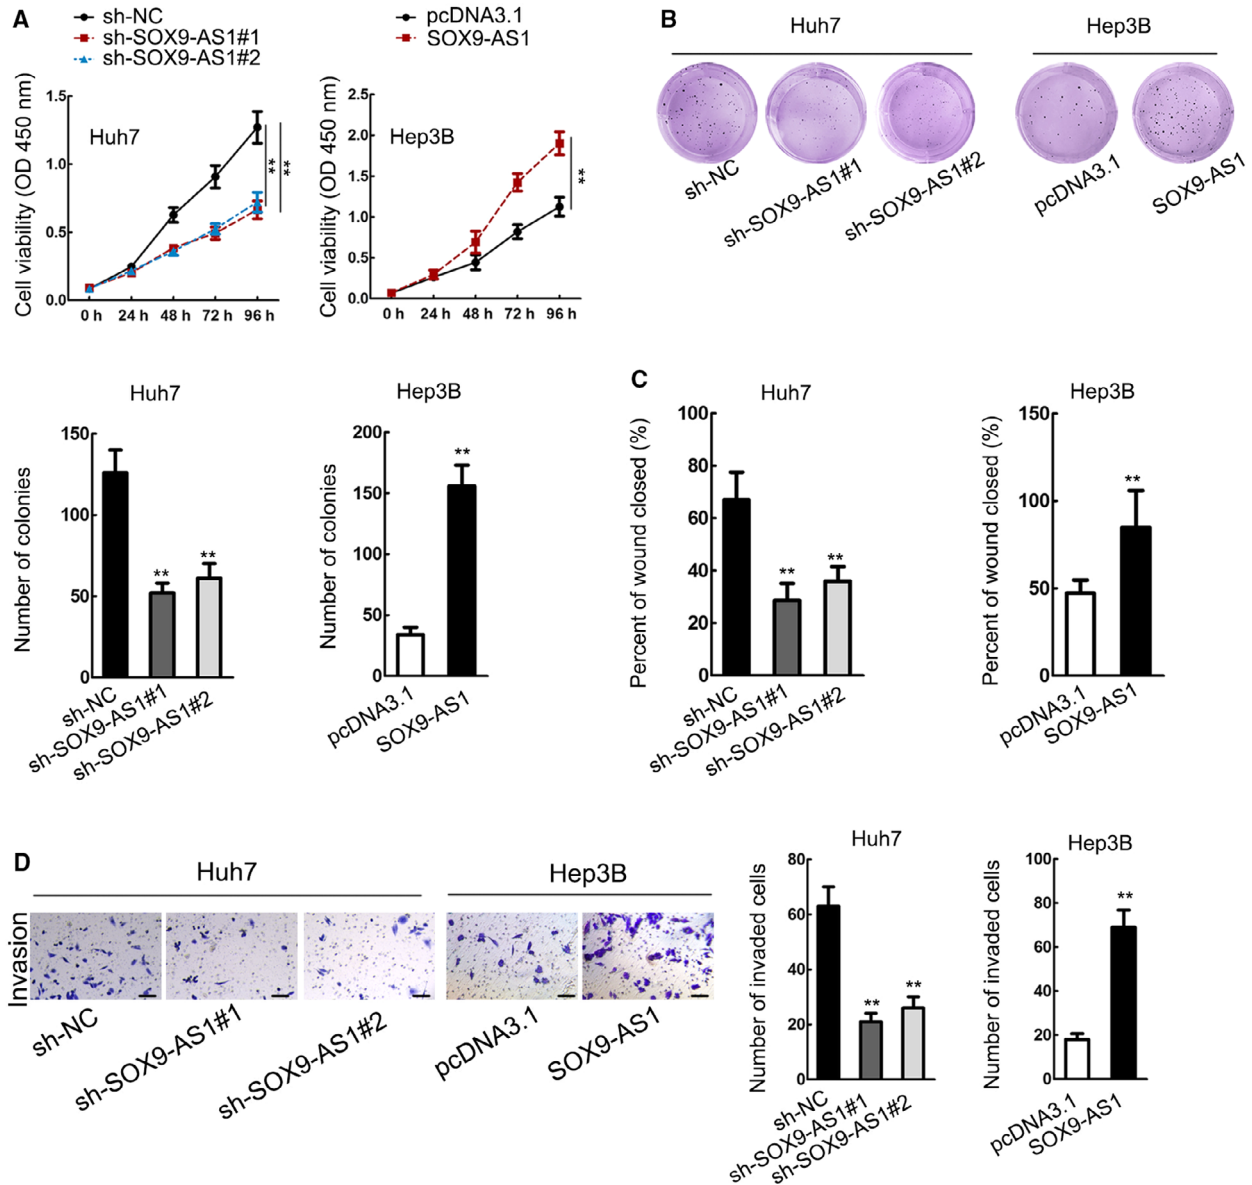 A
sh-NC
sh-SOX9-AS1#1
sh-SOX9-AS1#2
Cell viability (OD 450 nm)
1.5
1.0
0.5
0.0
Huh7
**
**
0 h 24 h 48 h 72 h 96 h
pcDNA3.1
SOX9-AS1
Cell viability (OD 450 nm)
2.5
2.0
1.5
1.0
0.5
0.0
Hep3B
**
0 h 24 h 48 h 72 h 96 h
B
Huh7
Hep3B
sh-NC
sh-SOX9-AS1#1
sh-SOX9-AS1#2
pcDNA3.1
SOX9-AS1
Huh7
Number of colonies
150
100
50
0
**
**
sh-NC
sh-SOX9-AS1#1
sh-SOX9-AS1#2
Hep3B
Number of colonies
200
150
100
50
0
**
pcDNA3.1
SOX9-AS1
C
Huh7
Percent of wound closed (%)
100
80
60
40
20
0
**
**
sh-NC
sh-SOX9-AS1#1
sh-SOX9-AS1#2
Hep3B
Percent of wound closed (%)
150
100
50
0
**
pcDNA3.1
SOX9-AS1
D
Huh7
Hep3B
Invasion
sh-NC
sh-SOX9-AS1#1
sh-SOX9-AS1#2
pcDNA3.1
SOX9-AS1
Huh7
Number of invaded cells
80
60
40
20
0
**
**
sh-NC
sh-SOX9-AS1#1
sh-SOX9-AS1#2
Hep3B
Number of invaded cells
100
80
60
40
20
0
**
pcDNA3.1
SOX9-AS1